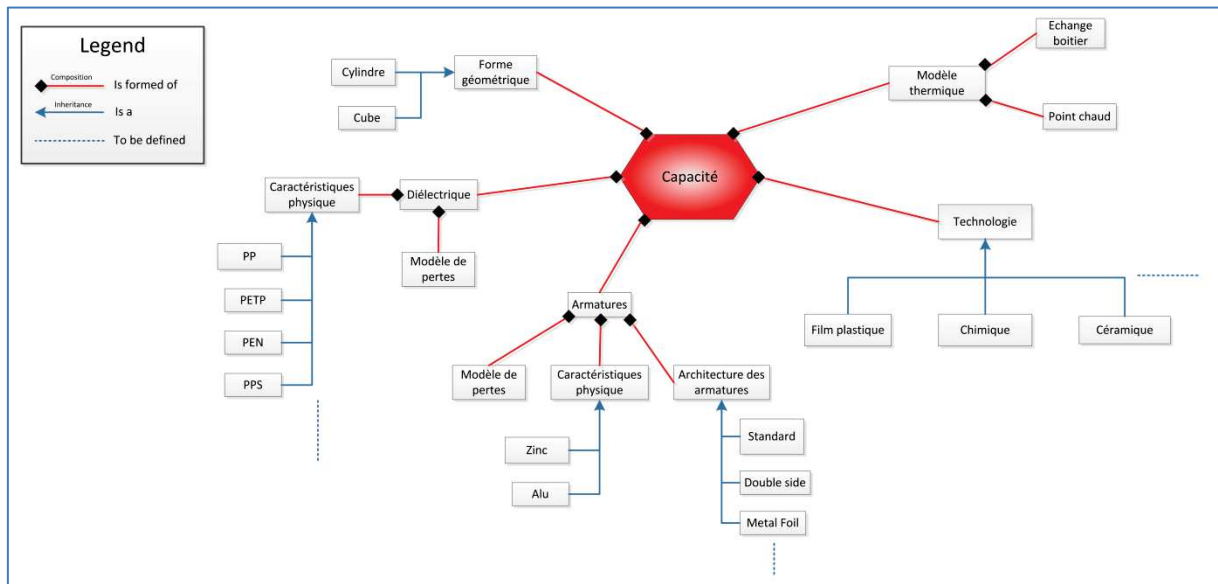 Legend
Composition
Is formed of
Inheritance
Is a
To be defined
Cylindre
Cube
Forme
géométrique
Echange
boitier
Modèle
thermique
Point chaud
Capacité
Caractéristiques
physique
Diélectrique
Modèle de
pertes
PP
PETP
PEN
PPS
Technologie
Film plastique
Chimique
Céramique
Armatures
Modèle de
pertes
Caractéristiques
physique
Architecture des
armatures
Zinc
Alu
Standard
Double side
Metal Foil